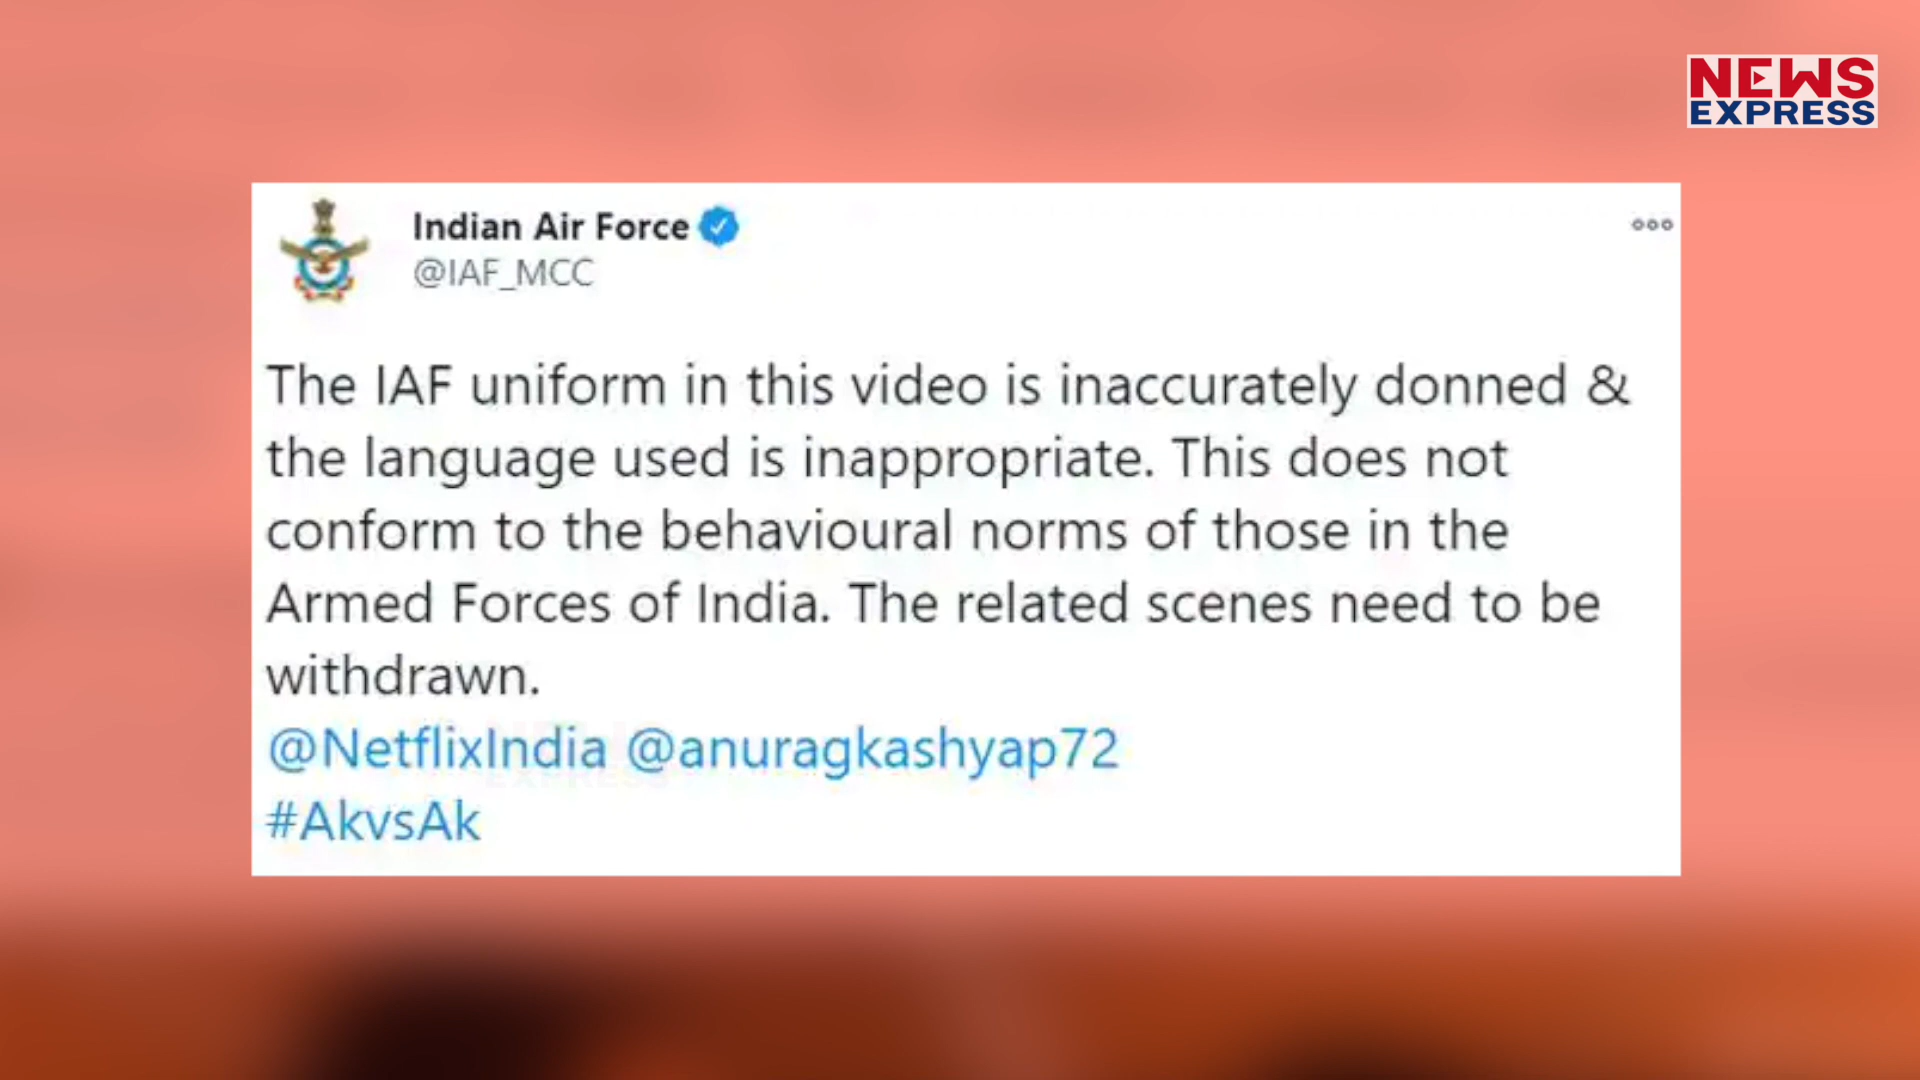 NEWS
EXPRESS
Indian Air Force
@IAF_MCC
The IAF uniform in this video is inaccurately donned &
the language used is inappropriate. This does not
conform to the behavioural norms of those in the
Armed Forces of India. The related scenes need to be
withdrawn.
@NetflixIndia @anuragkashyap72
#AkvsAk